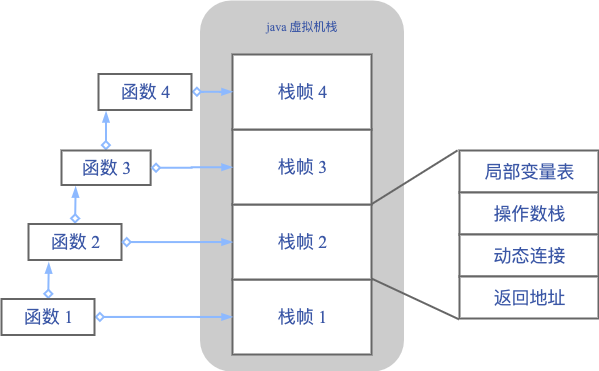 java 虚拟机栈
函数 4
栈帧 4
函数 3
栈帧 3
局部变量表
操作数栈
函数 2
栈帧 2
动态连接
返回地址
函数 1
栈帧 1